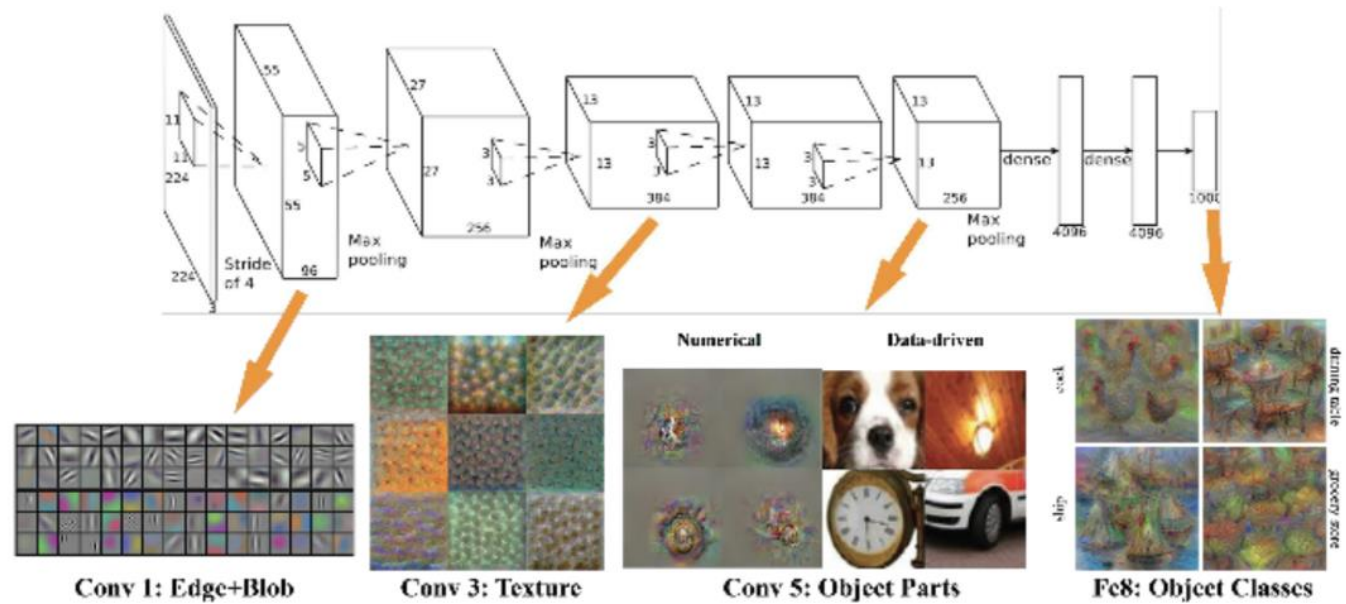 55
27
13
13
13
11
11
5
3
3
3
dense
dense
13
13
13
27
3
3
3
5
224
55
384
384
256
1000
256
Max
pooling
4096
4096
Max
pooling
Max
pooling
224
Stride
of 4
96
3
Numerical
Data-driven
cock
ship
grocery store
Conv 1: Edge+Blob
Conv 3: Texture
Conv 5: Object Parts
Fc8: Object Classes